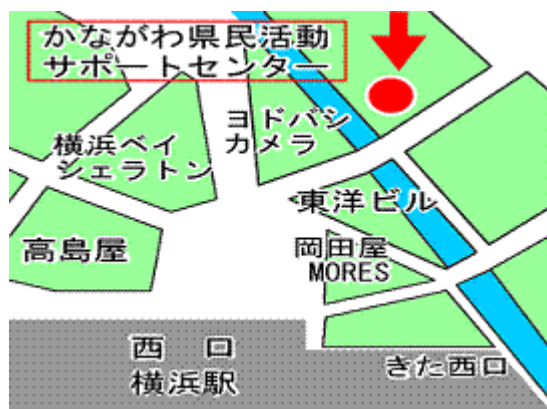 かながわ県民活動
サポートセンター
ヨドバシ
カメラ
横浜ベイ
シェラトン
東洋ビル
高島屋
岡田屋
MORES
西口
横浜駅
きた西口